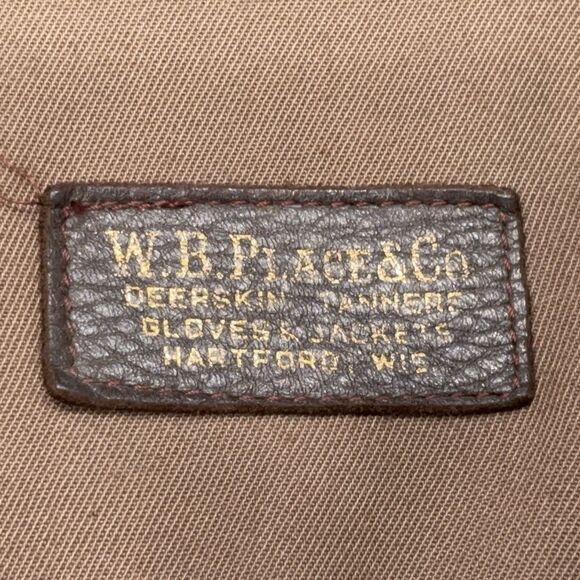 W.B. PLACE & CO
DEERSKIN TANNERS
GLOVES & JACKETS
HARTFORD, WIS